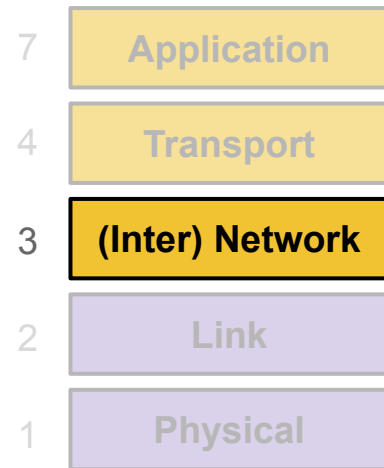 7 Application
4 Transport
3 (Inter) Network
2 Link
1 Physical